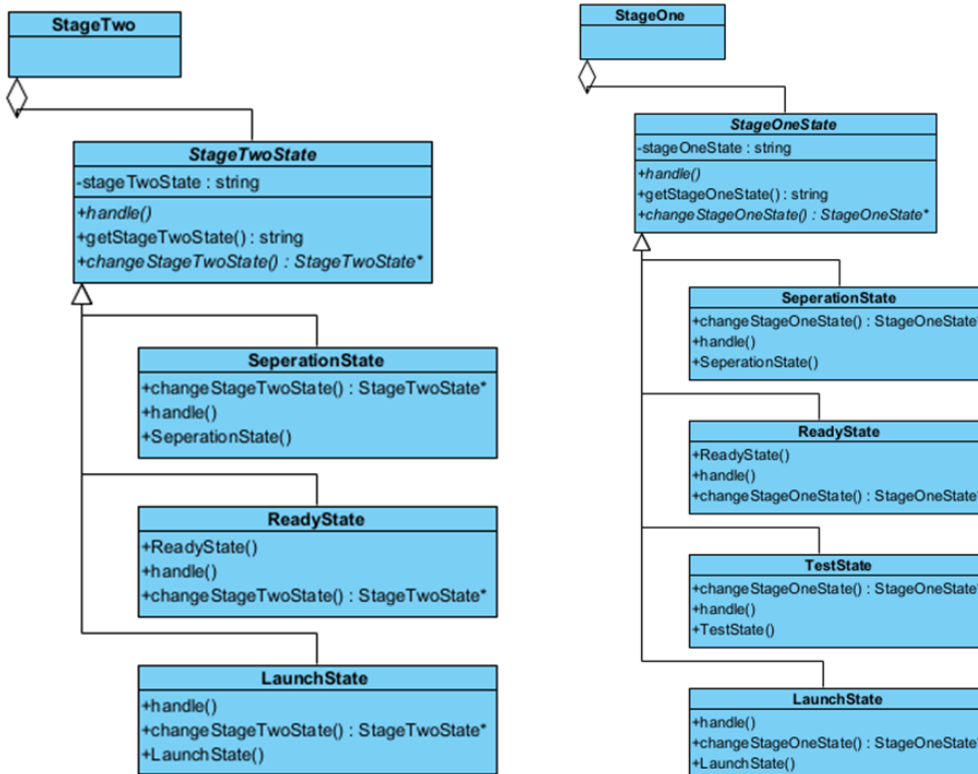 StageTwo
StageTwoState
-stageTwoState : string
+handle()
+getStageTwoState() : string
+changeStageTwoState() : StageTwoState*
SeperationState
+changeStageTwoState() : StageTwoState*
+handle()
+SeperationState()
ReadyState
+ReadyState()
+handle()
+changeStageTwoState() : StageTwoState*
LaunchState
+handle()
+changeStageTwoState() : StageTwoState*
+LaunchState()
StageOne
StageOneState
-stageOneState : string
+handle()
+getStageOneState() : string
+changeStageOneState() : StageOneState*
SeperationState
+changeStageOneState() : StageOneState*
+handle()
+SeperationState()
ReadyState
+ReadyState()
+handle()
+changeStageOneState() : StageOneState*
TestState
+changeStageOneState() : StageOneState*
+handle()
+TestState()
LaunchState
+handle()
+changeStageOneState() : StageOneState*
+LaunchState()